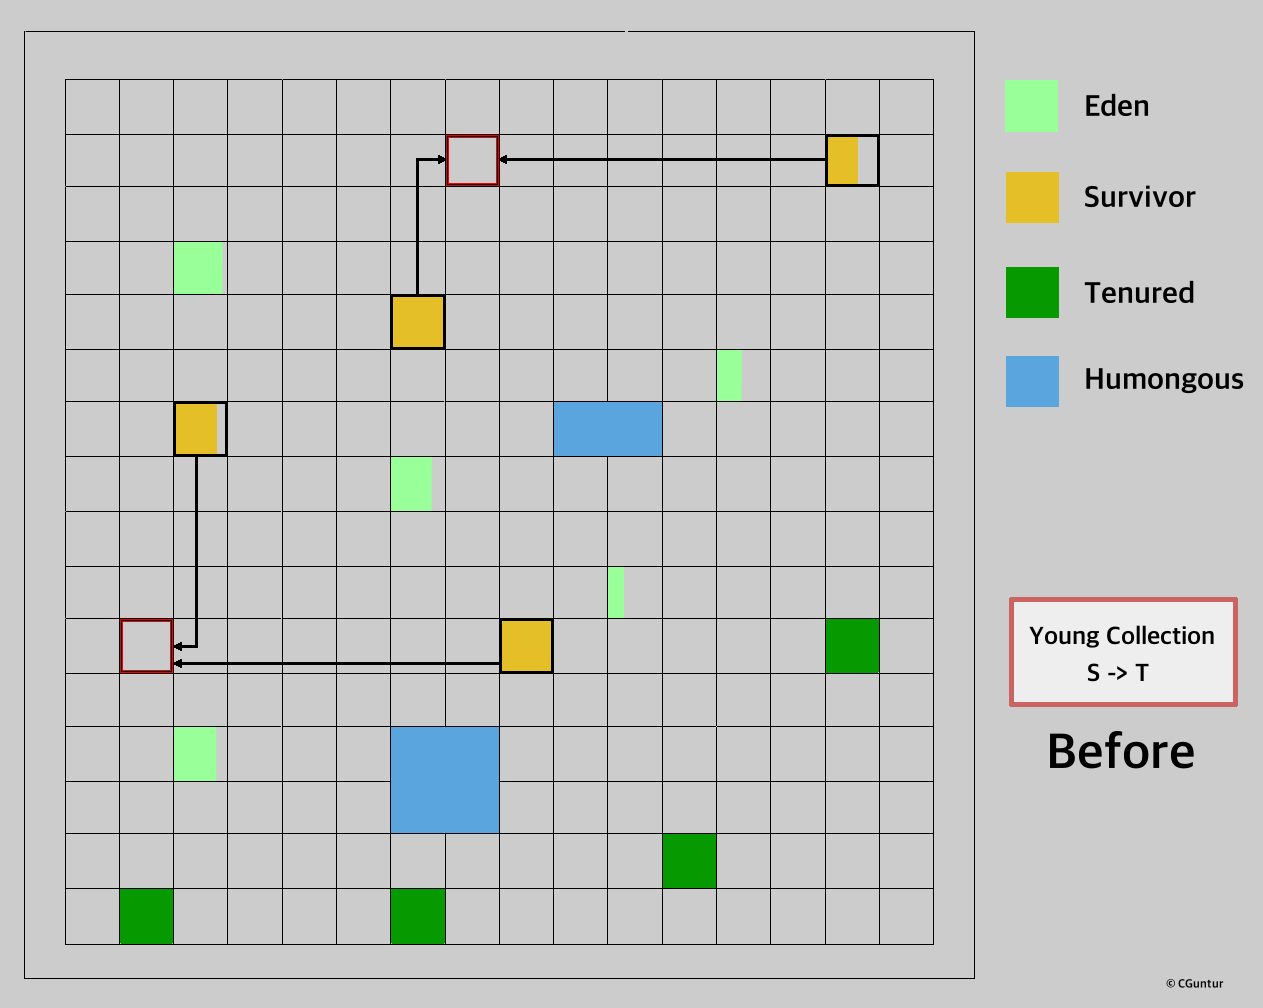 Eden
Survivor
Tenured
Humongous
Young Collection
S -> T
Before
© CGuntur